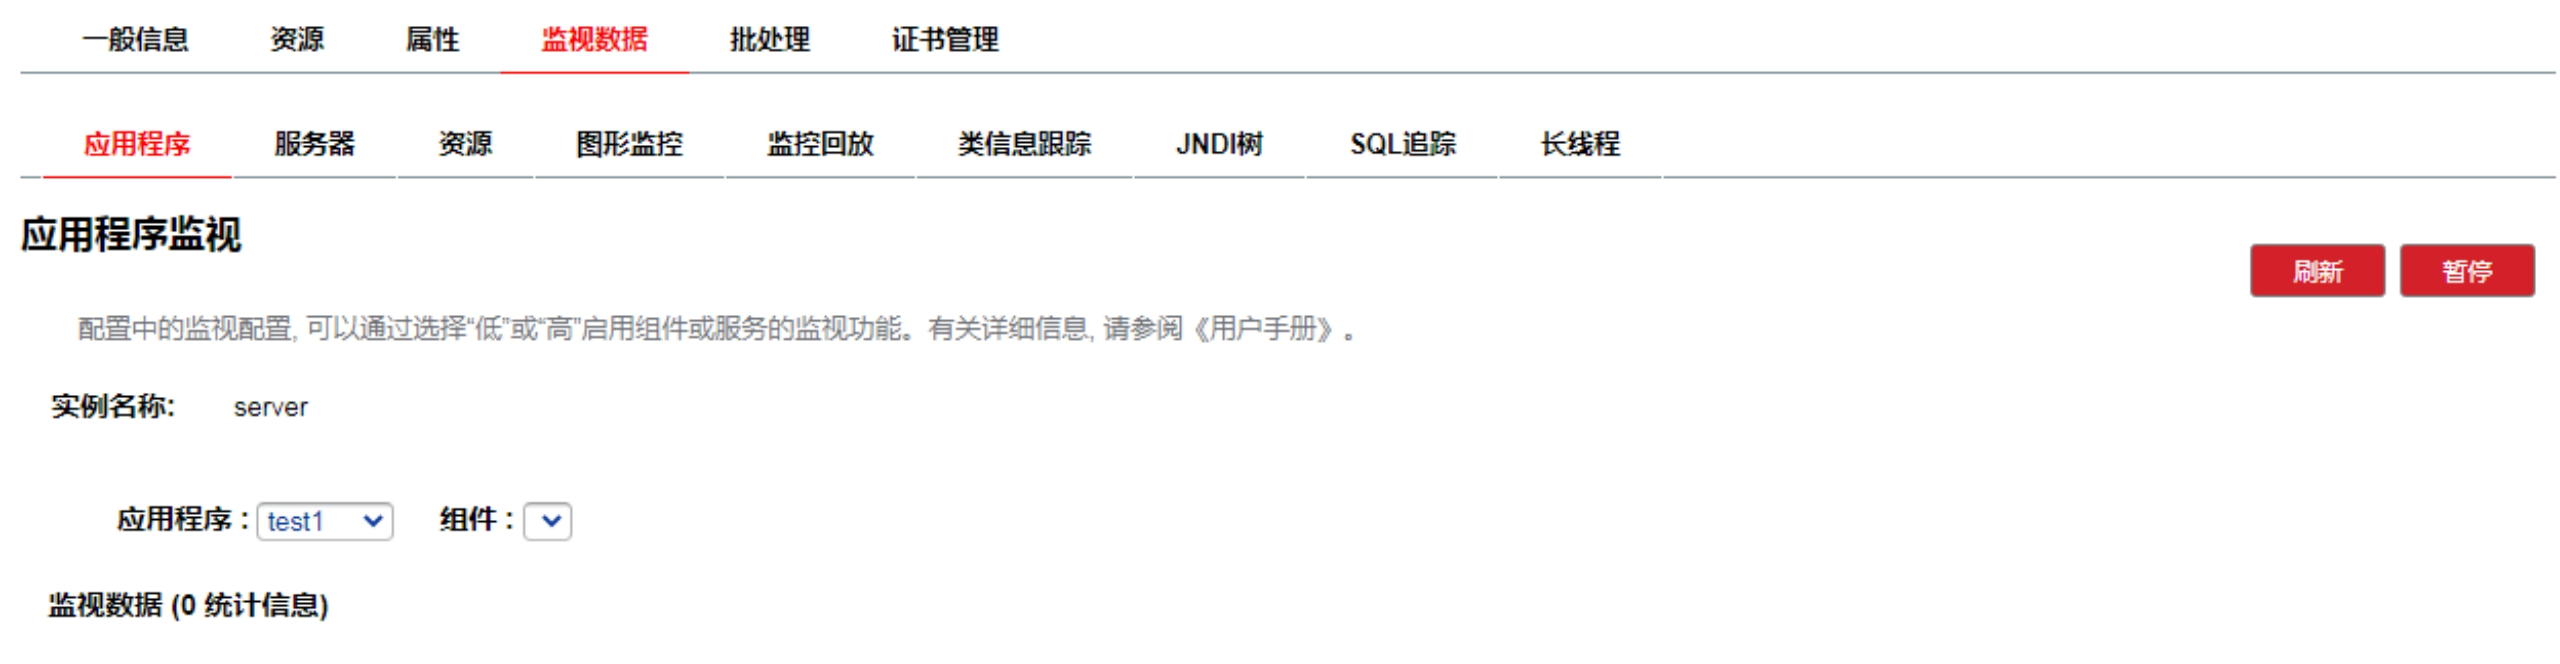 一般信息 资源 属性 监视数据 批处理 证书管理
应用程序 服务器 资源 图形监控 监控回放 类信息跟踪 JNDI树 SQL追踪 长线程
应用程序监视
刷新 暂停
配置中的监视配置, 可以通过选择“低”或“高”启用组件或服务的监视功能。有关详细信息, 请参阅《用户手册》。
实例名称: server
应用程序 : test1 组件 :
监视数据 (0 统计信息)